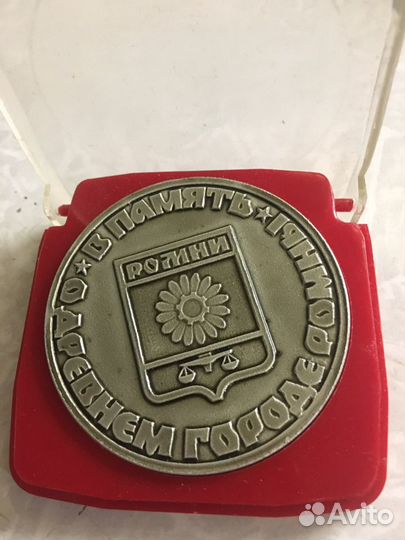 ★ В ПАМЯТЬ ★
О ДРЕВНЕМ ГОРОДЕ РОМНЫ
РОМНИ
Avito